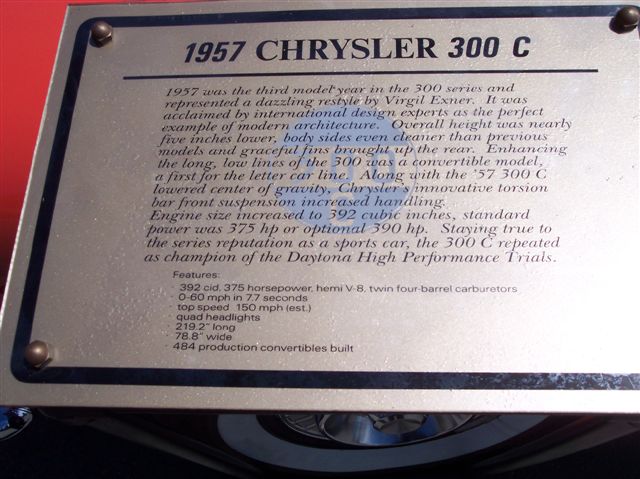 1957 CHRYSLER 300 C
1957 was the third model year in the 300 series and
represented a dazzling restyle by Virgil Exner. It was
acclaimed by international design experts as the perfect
example of modern architecture. Overall height was nearly
five inches lower, body sides even cleaner than previous
models and graceful fins brought up the rear. Enhancing
the long, low lines of the 300 was a convertible model,
a first for the letter car line. Along with the '57 300 C
lowered center of gravity, Chrysler's innovative torsion
bar front suspension increased handling.
Engine size increased to 392 cubic inches, standard
power was 375 hp or optional 390 hp. Staying true to
the series reputation as a sports car, the 300 C repeated
as champion of the Daytona High Performance Trials.
Features:
· 392 cid, 375 horsepower, hemi V-8, twin four-barrel carburetors
· 0-60 mph in 7.7 seconds
· top speed 150 mph (est.)
· quad headlights
· 219.2" long
· 78.8" wide
· 484 production convertibles built